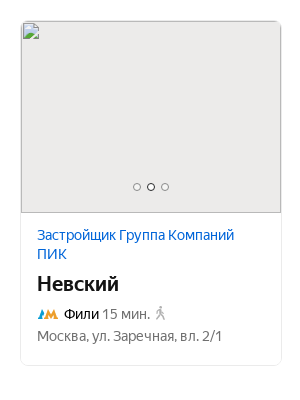 Застройщик Группа Компаний
ПИК
Невский
Фили 15 мин.
Москва, ул. Заречная, вл. 2/1